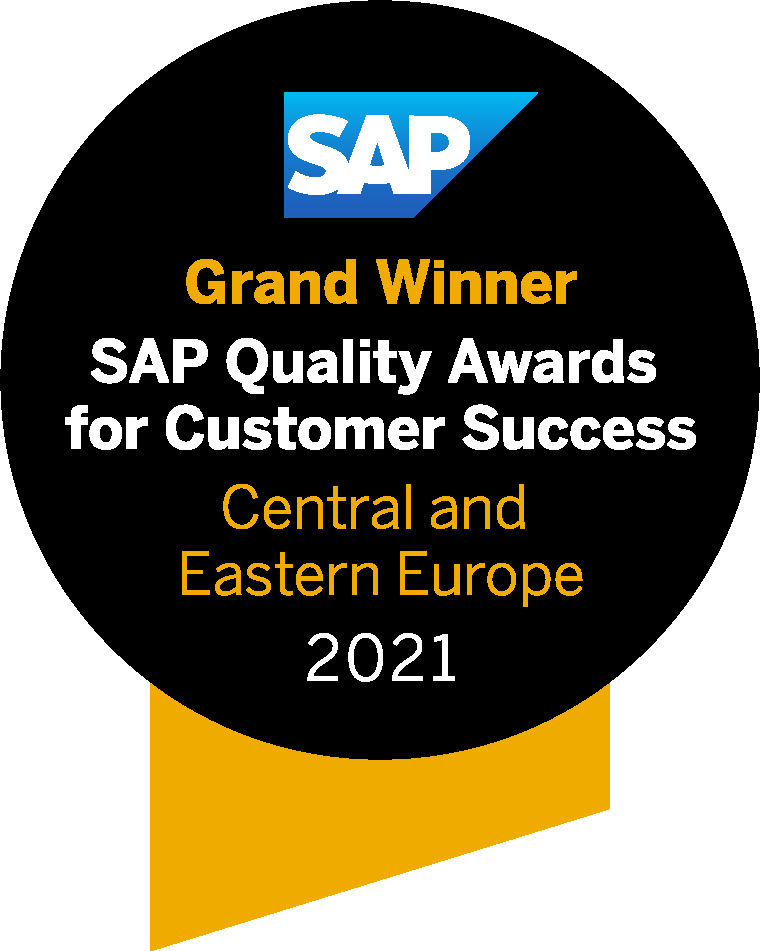 SAP
Grand Winner
SAP Quality Awards
for Customer Success
Central and
Eastern Europe
2021